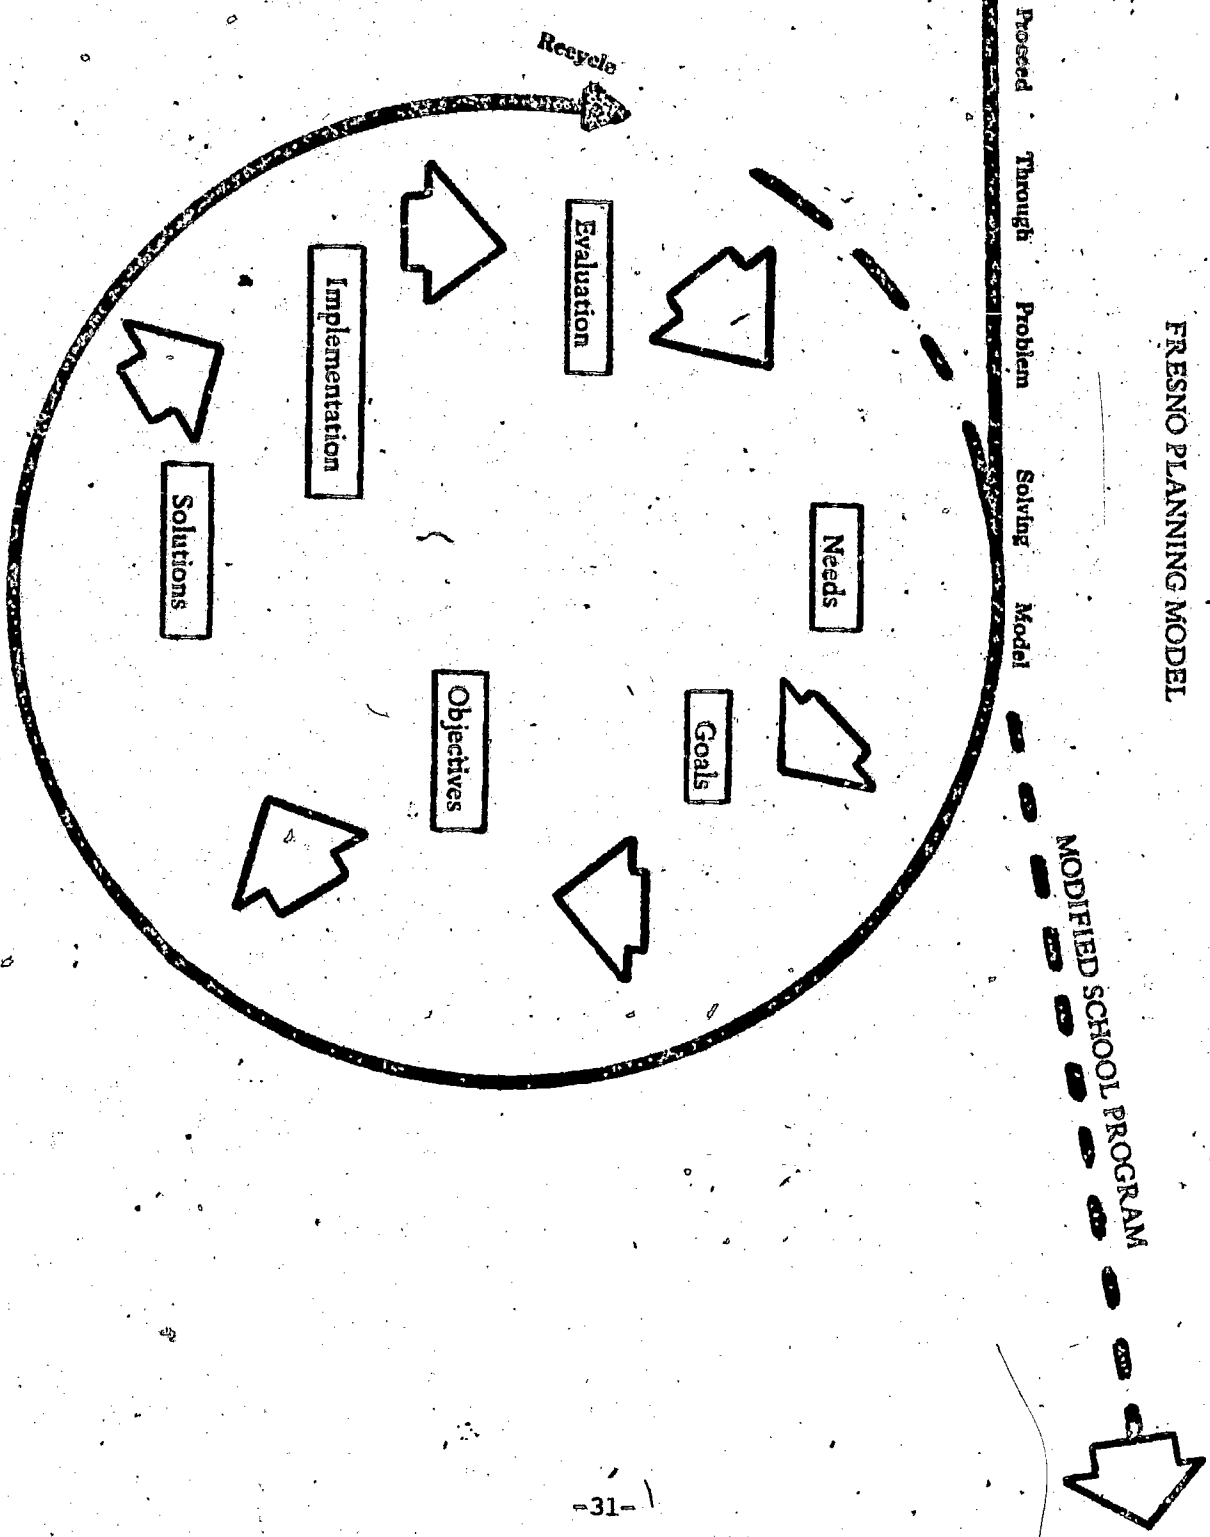 FRESNO PLANNING MODEL
Proceed Through Problem Solving Model
MODIFIED SCHOOL PROGRAM
Needs
Goals
Evaluation
Objectives
Implementation
Solutions
Recycle
-31-